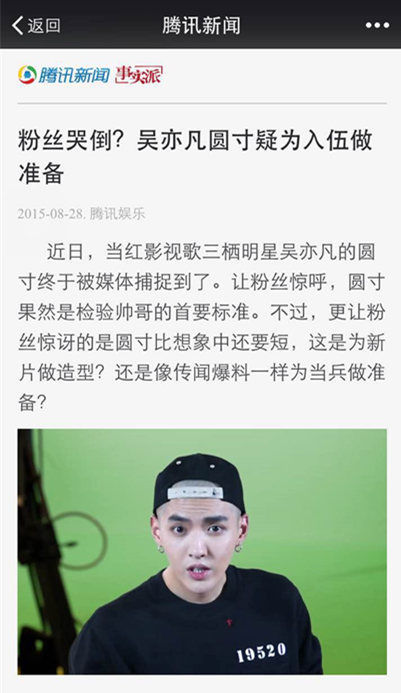 返回
腾讯新闻
腾讯新闻 事实派
粉丝哭倒？吴亦凡圆寸疑为入伍做
准备
2015-08-28. 腾讯娱乐
近日，当红影视歌三栖明星吴亦凡的圆
寸终于被媒体捕捉到了。让粉丝惊呼，圆寸
果然是检验帅哥的首要标准。不过，更让粉
丝惊讶的是圆寸比想象中还要短，这是为新
片做造型？还是像传闻爆料一样为当兵做准
备？
19520